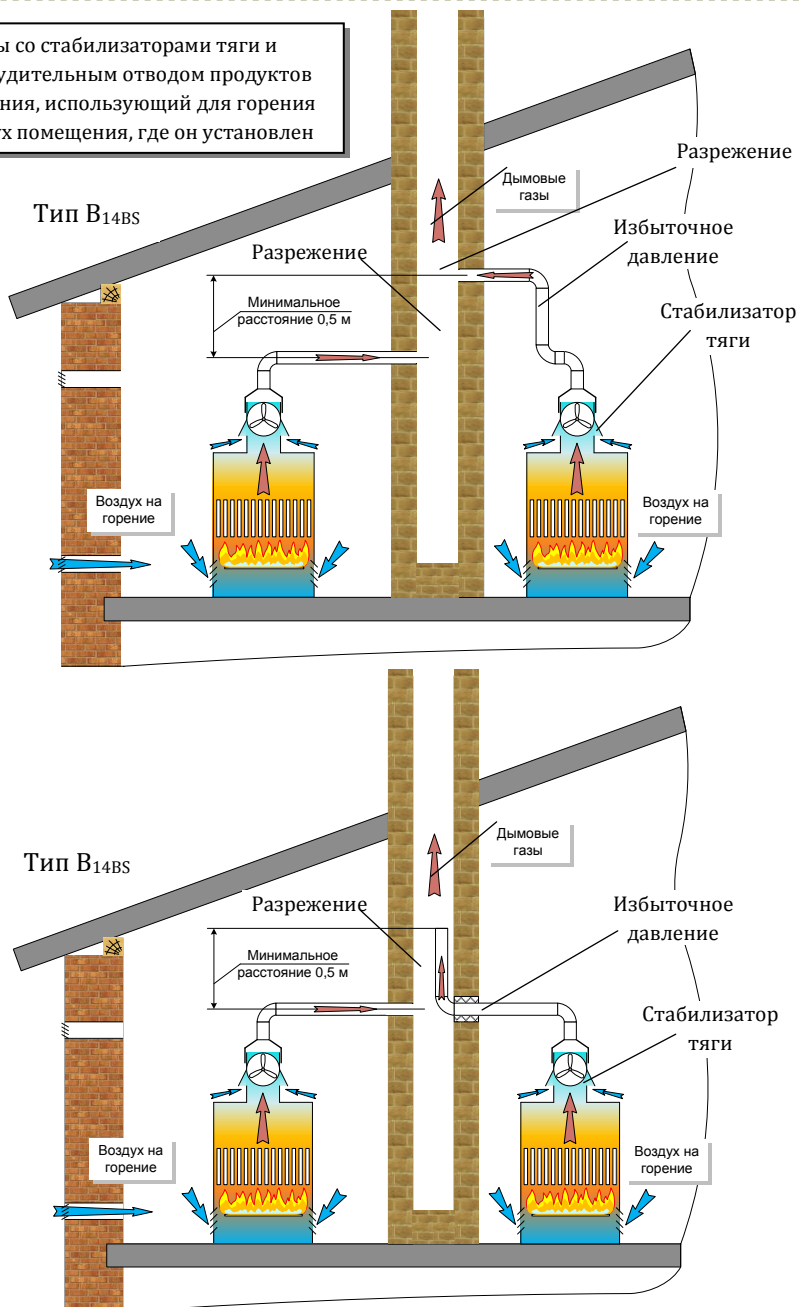 ы со стабилизаторами тяги и
удительным отводом продуктов
ения, использующий для горения
ух помещения, где он установлен
Разрежение
Дымовые
газы
Тип B14BS
Избыточное
давление
Разрежение
Минимальное
расстояние 0,5 м
Стабилизатор
тяги
Воздух на
горение
Воздух на
горение
Дымовые
газы
Тип B14BS
Разрежение
Избыточное
давление
Минимальное
расстояние 0,5 м
Стабилизатор
тяги
Воздух на
горение
Воздух на
горение